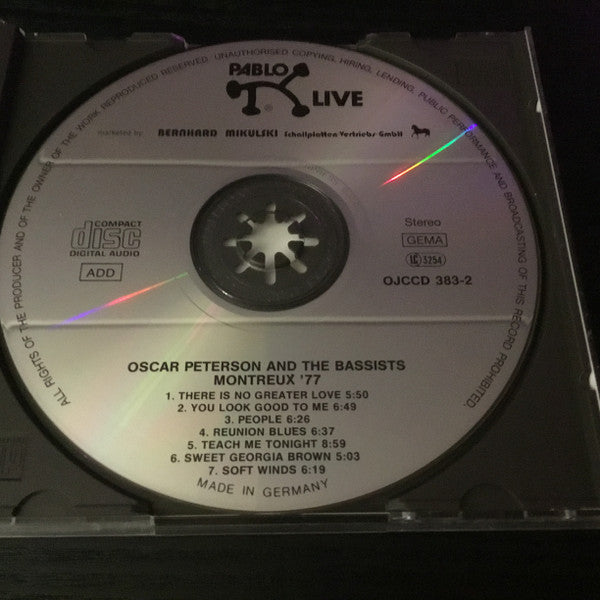 ALL RIGHTS OF THE PRODUCER AND OF THE OWNER OF THE WORK REPRODUCED RESERVED. UNAUTHORISED COPYING, HIRING, LENDING, PUBLIC PERFORMANCE AND BROADCASTING OF THIS RECORD PROHIBITED.
PABLO
®
LIVE
marketed by BERNHARD MIKULSKI Schallplatten-Vertriebs-GmbH
COMPACT
disc
DIGITAL AUDIO
ADD
Stereo
GEMA
LC 3254
OJCCD 383-2
OSCAR PETERSON AND THE BASSISTS
MONTREUX '77
1. THERE IS NO GREATER LOVE 5:50
2. YOU LOOK GOOD TO ME 6:49
3. PEOPLE 6:26
4. REUNION BLUES 6:37
5. TEACH ME TONIGHT 8:59
6. SWEET GEORGIA BROWN 5:03
7. SOFT WINDS 6:19
MADE IN GERMANY